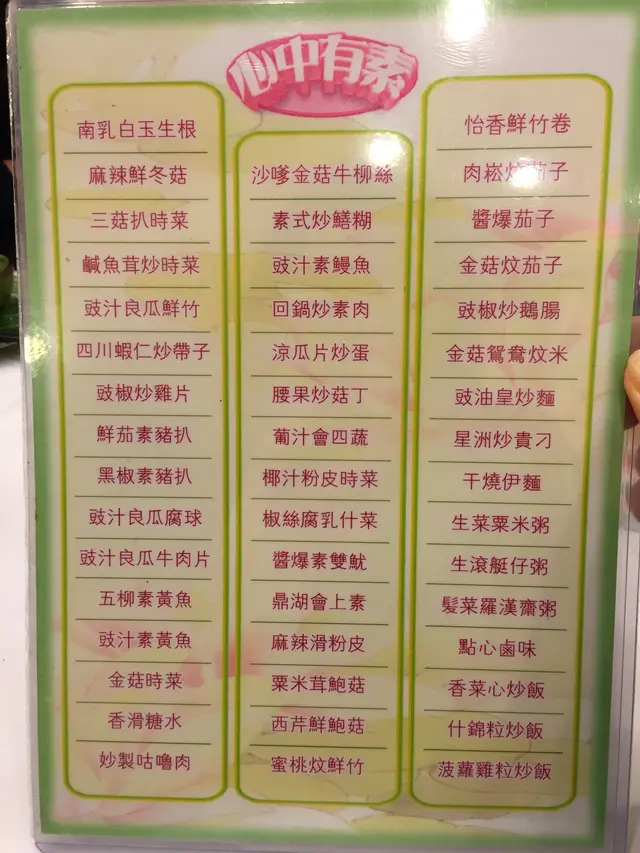 心中有素
南乳白玉生根
麻辣鮮冬菇
三菇扒時菜
鹹魚茸炒時菜
豉汁良瓜鮮竹
四川蝦仁炒帶子
豉椒炒雞片
鮮茄素豬扒
黑椒素豬扒
豉汁良瓜腐球
豉汁良瓜牛肉片
五柳素黃魚
豉汁素黃魚
金菇時菜
香滑糖水
妙製咕嚕肉
沙嗲金菇牛柳絲
素式炒鱔糊
豉汁素鰻魚
回鍋炒素肉
涼瓜片炒蛋
腰果炒菇丁
葡汁會四蔬
椰汁粉皮時菜
椒絲腐乳什菜
醬爆素雙魷
鼎湖會上素
麻辣滑粉皮
粟米茸鮑菇
西芹鮮鮑菇
蜜桃炆鮮竹
怡香鮮竹卷
肉崧炒茄子
醬爆茄子
金菇炆茄子
豉椒炒鵝腸
金菇鴛鴦炆米
豉油皇炒麵
星洲炒貴刁
干燒伊麵
生菜粟米粥
生滾艇仔粥
髮菜羅漢齋粥
點心鹵味
香菜心炒飯
什錦粒炒飯
菠蘿雞粒炒飯